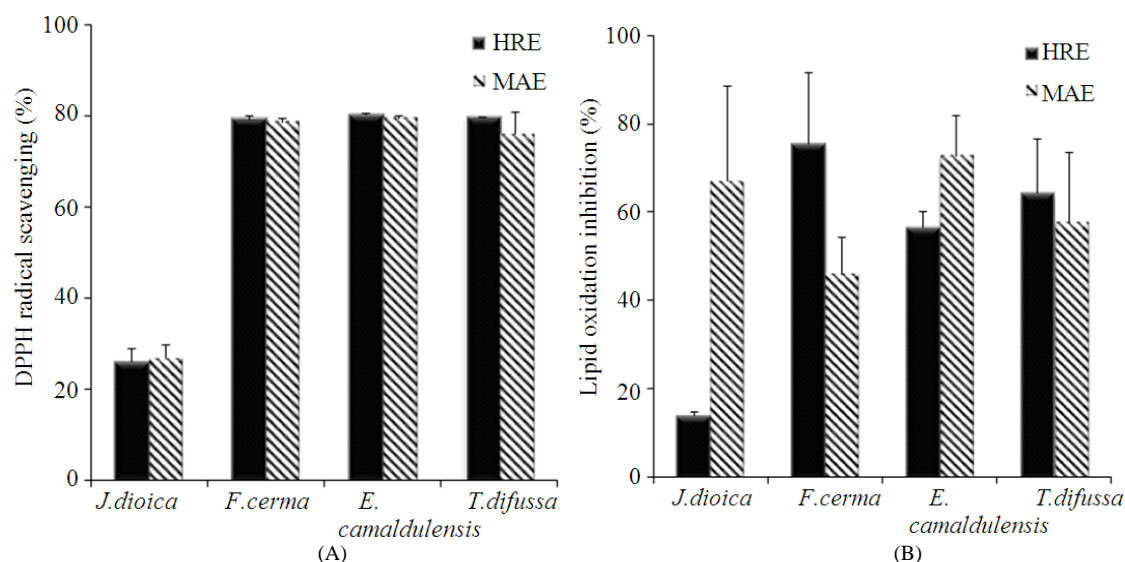 100
80
60
40
20
0
DPPH radical scavenging (%)
HRE
MAE
J.dioica
F.cerma
E.
camaldulensis
T.difussa
(A)
100
80
60
40
20
0
Lipid oxidation inhibition (%)
HRE
MAE
J.dioica
F.cerma
E.
camaldulensis
T.difussa
(B)